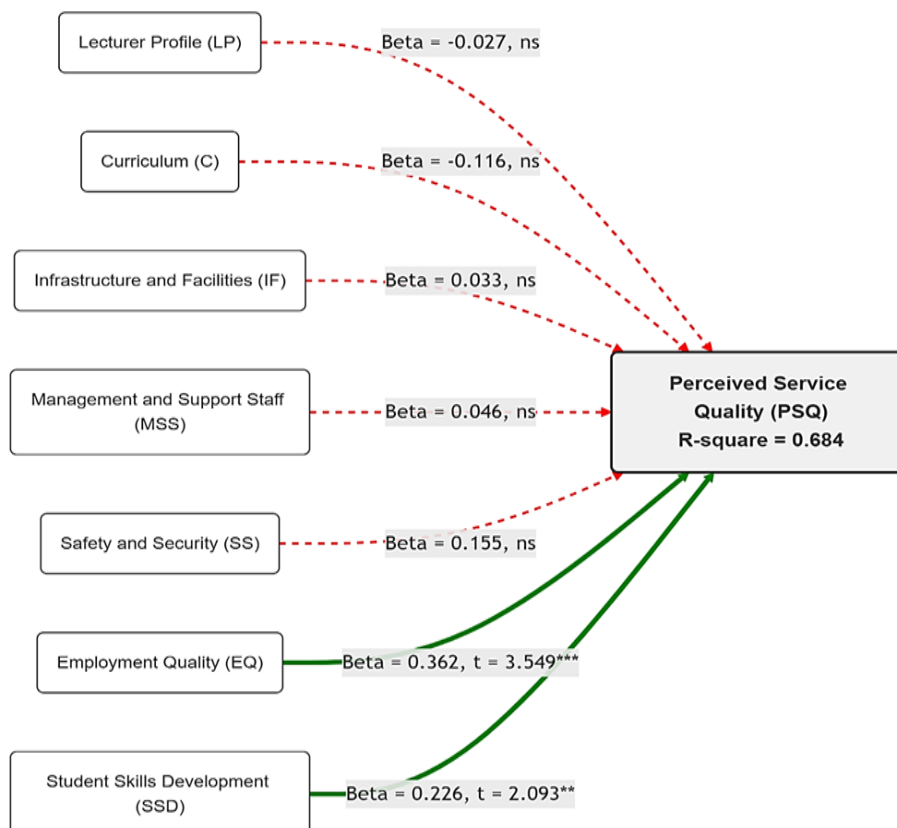 Lecturer Profile (LP)
Beta = -0.027, ns
Curriculum (C)
Beta = -0.116, ns
Infrastructure and Facilities (IF)
Beta = 0.033, ns
Perceived Service
Quality (PSQ)
R-square = 0.684
Management and Support Staff
(MSS)
Beta = 0.046, ns
Safety and Security (SS)
Beta = 0.155, ns
Employment Quality (EQ)
Beta = 0.362, t = 3.549***
Student Skills Development
(SSD)
Beta = 0.226, t = 2.093**